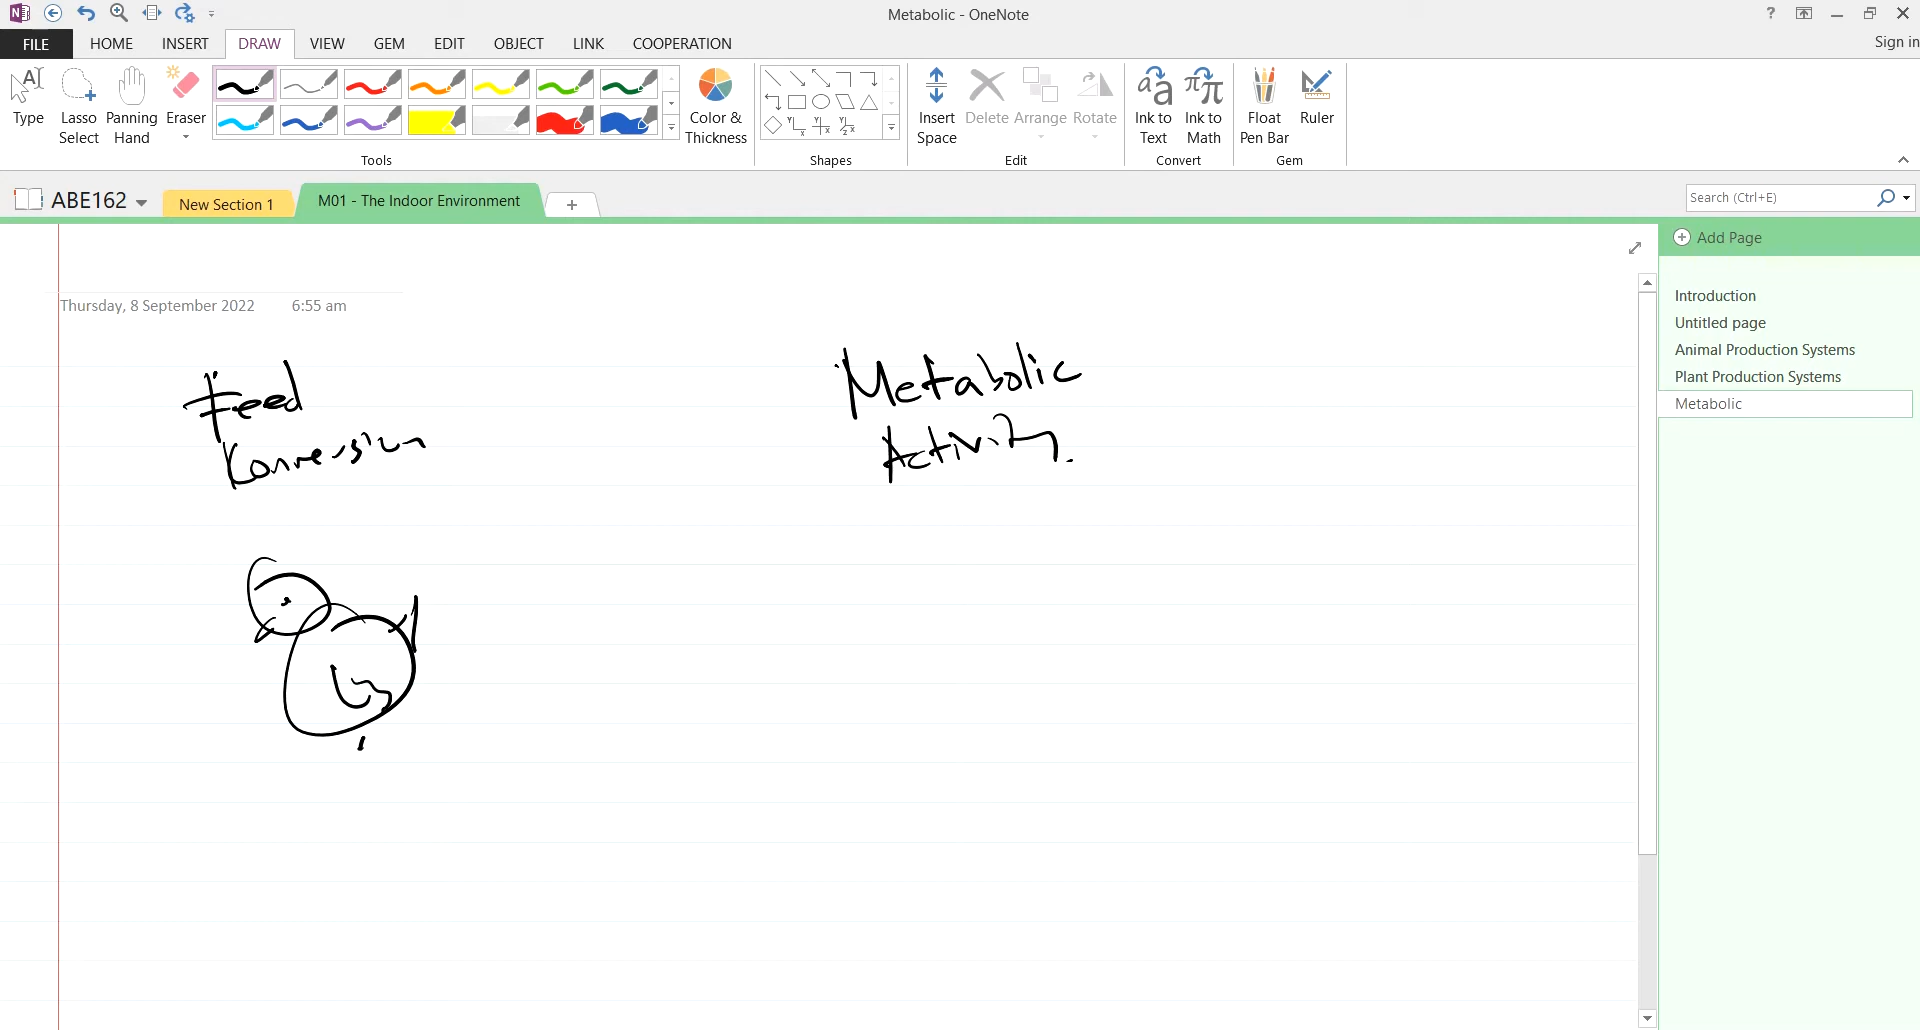 Metabolic - OneNote
?
FILE HOME INSERT DRAW VIEW GEM EDIT OBJECT LINK COOPERATION
Sign in
Type
Lasso Select
Panning Hand
Eraser
Color & Thickness
Insert Space
Delete
Arrange
Rotate
Ink to Text
Ink to Math
Float Pen Bar
Ruler
Tools
Shapes
Edit
Convert
Gem
ABE162
New Section 1
M01 - The Indoor Environment
Search (Ctrl+E)
Add Page
Thursday, 8 September 2022 6:55 am
Introduction
Untitled page
Animal Production Systems
Plant Production Systems
Metabolic
Feed
Conversion
Metabolic
Activity.